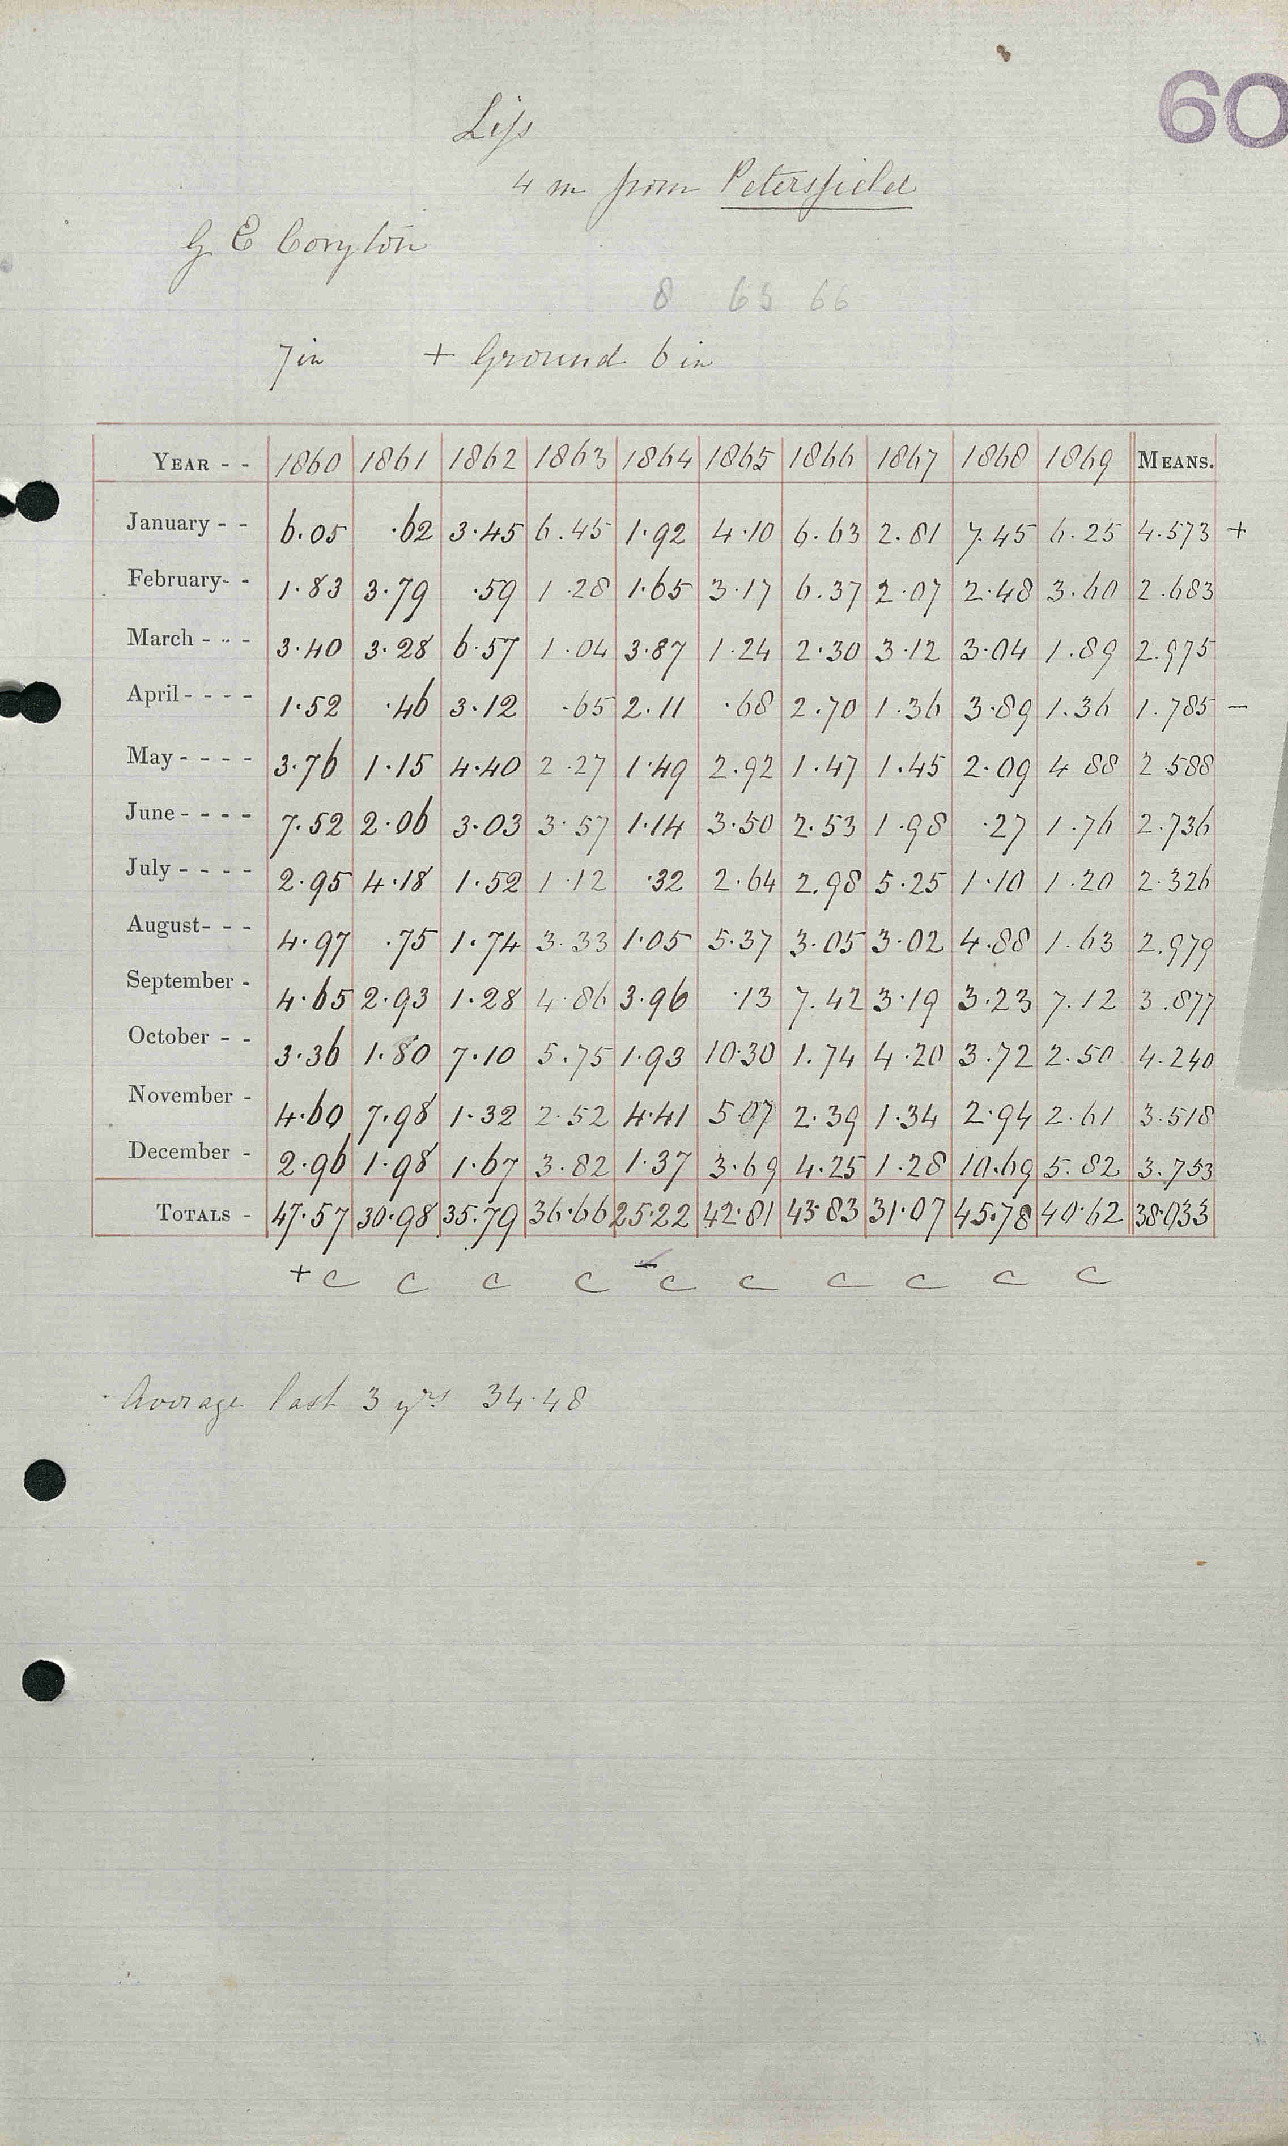 60
Liss
4 m from Petersfield
G E Coryton
8 65 66
7 in + Ground 6 in
YEAR - - 1860 1861 1862 1863 1864 1865 1866 1867 1868 1869 MEANS.
January - - 6.05 .62 3.45 6.45 1.92 4.10 6.63 2.81 7.45 6.25 4.573 +
February- - 1.83 3.79 .59 1.28 1.65 3.17 6.37 2.07 2.48 3.60 2.683
March - - - 3.40 3.28 6.57 1.04 3.87 1.24 2.30 3.12 3.04 1.89 2.975
April - - - - 1.52 .46 3.12 .65 2.11 .68 2.70 1.36 3.89 1.36 1.785 -
May - - - - 3.76 1.15 4.40 2.27 1.49 2.92 1.47 1.45 2.09 4.88 2.588
June - - - - 7.52 2.06 3.03 3.57 1.14 3.50 2.53 1.98 .27 1.76 2.736
July - - - - 2.95 4.18 1.52 1.12 .32 2.64 2.98 5.25 1.10 1.20 2.326
August- - - 4.97 .75 1.74 3.33 1.05 5.37 3.05 3.02 4.88 1.63 2.979
September - 4.65 2.93 1.28 4.86 3.96 .13 7.42 3.19 3.23 7.12 3.877
October - - 3.36 1.80 7.10 5.75 1.93 10.30 1.74 4.20 3.72 2.50 4.240
November - 4.60 7.98 1.32 2.52 4.41 5.07 2.39 1.34 2.94 2.61 3.518
December - 2.96 1.98 1.67 3.82 1.37 3.69 4.25 1.28 10.69 5.82 3.753
TOTALS - 47.57 30.98 35.79 36.66 25.22 42.81 43.83 31.07 45.78 40.62 38.033
+ c c c c - c c c c c c
Average last 3 yrs 34.48